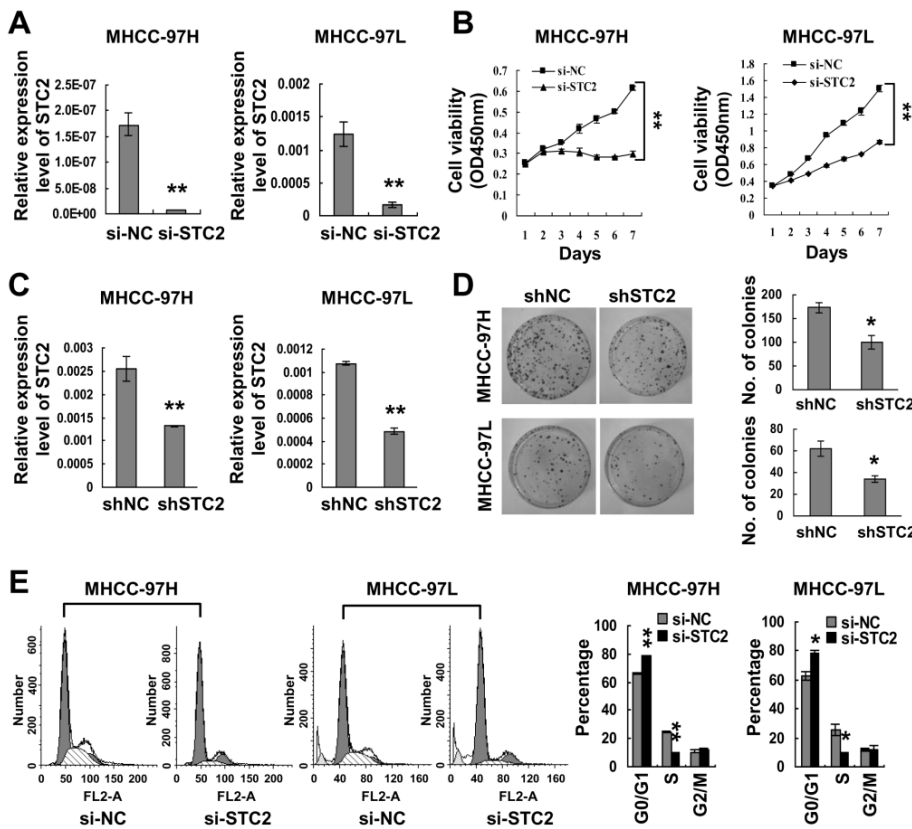 A
MHCC-97H
MHCC-97L
Relative expression
level of STC2
2.5E-07
2.0E-07
1.5E-07
1.0E-07
5.0E-08
0.0E+00
**
si-NC si-STC2
Relative expression
level of STC2
0.002
0.0015
0.001
0.0005
0
**
si-NC si-STC2
B
MHCC-97H
MHCC-97L
Cell viability
(OD450nm)
0.7
0.6
0.5
0.4
0.3
0.2
0.1
0
si-NC
si-STC2
**
1 2 3 4 5 6 7
Days
Cell viability
(OD450nm)
1.8
1.6
1.4
1.2
1
0.8
0.6
0.4
0.2
0
si-NC
si-STC2
**
1 2 3 4 5 6 7
Days
C
MHCC-97H
MHCC-97L
Relative expression
level of STC2
0.003
0.0025
0.002
0.0015
0.001
0.0005
0
**
shNC shSTC2
Relative expression
level of STC2
0.0012
0.001
0.0008
0.0006
0.0004
0.0002
0
**
shNC shSTC2
D
shNC shSTC2
MHCC-97H
MHCC-97L
No. of colonies
200
150
100
50
0
*
shNC shSTC2
No. of colonies
80
60
40
20
0
*
shNC shSTC2
E
MHCC-97H
MHCC-97L
Number
600
400
200
0
0 50 100 150 200
FL2-A
si-NC
Number
800
600
400
200
0
0 50 100 150 200
FL2-A
si-STC2
Number
400
200
0
0 40 80 120 160
FL2-A
si-NC
Number
400
200
0
0 40 80 120 160
FL2-A
si-STC2
MHCC-97H
si-NC
si-STC2
Percentage
100
80
60
40
20
0
**
**
G0/G1
S
G2/M
MHCC-97L
si-NC
si-STC2
Percentage
100
80
60
40
20
0
*
*
G0/G1
S
G2/M